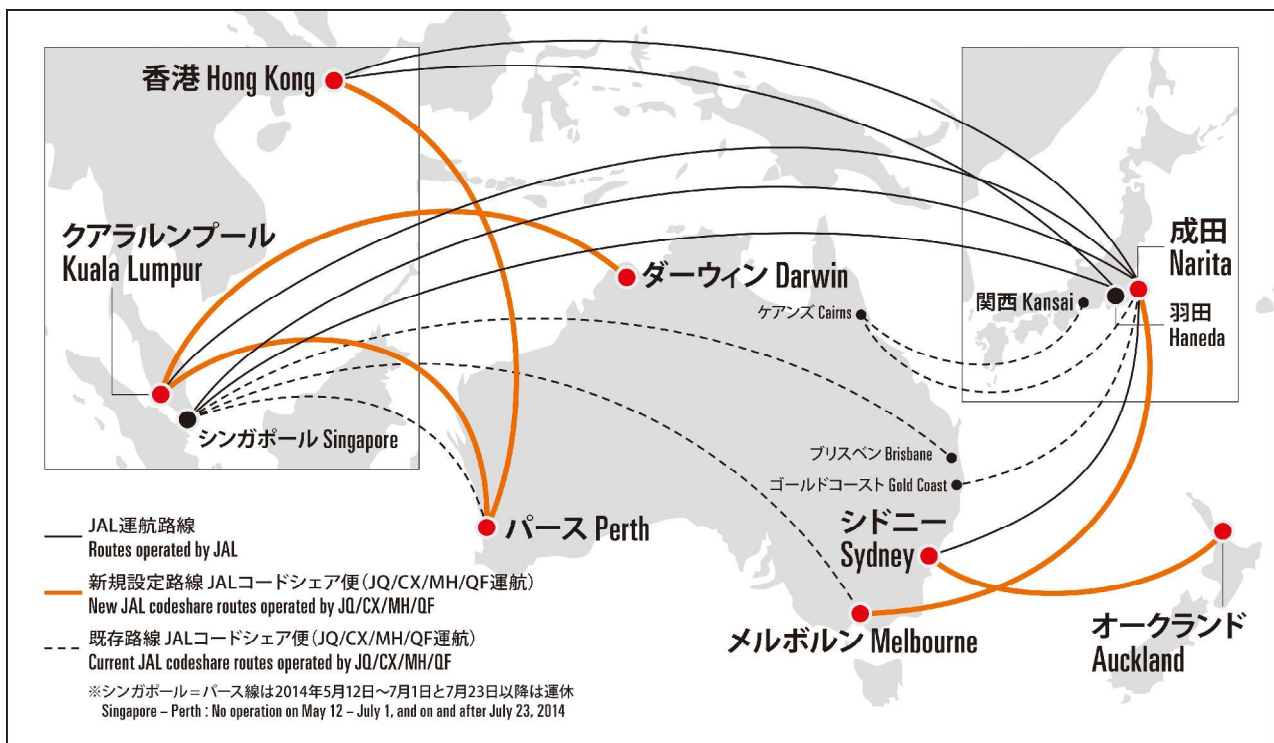 香港 Hong Kong
クアラルンプール
Kuala Lumpur
シンガポール Singapore
ダーウィン Darwin
ケアンズ Cairns
関西 Kansai
成田
Narita
羽田
Haneda
ブリスベン Brisbane
ゴールドコースト Gold Coast
パース Perth
シドニー
Sydney
メルボルン Melbourne
オークランド
Auckland
JAL運航路線
Routes operated by JAL
新規設定路線 JALコードシェア便(JQ/CX/MH/QF運航)
New JAL codeshare routes operated by JQ/CX/MH/QF
既存路線 JALコードシェア便(JQ/CX/MH/QF運航)
Current JAL codeshare routes operated by JQ/CX/MH/QF
※シンガポール=パース線は2014年5月12日~7月1日と7月23日以降は運休
Singapore – Perth : No operation on May 12 – July 1, and on and after July 23, 2014